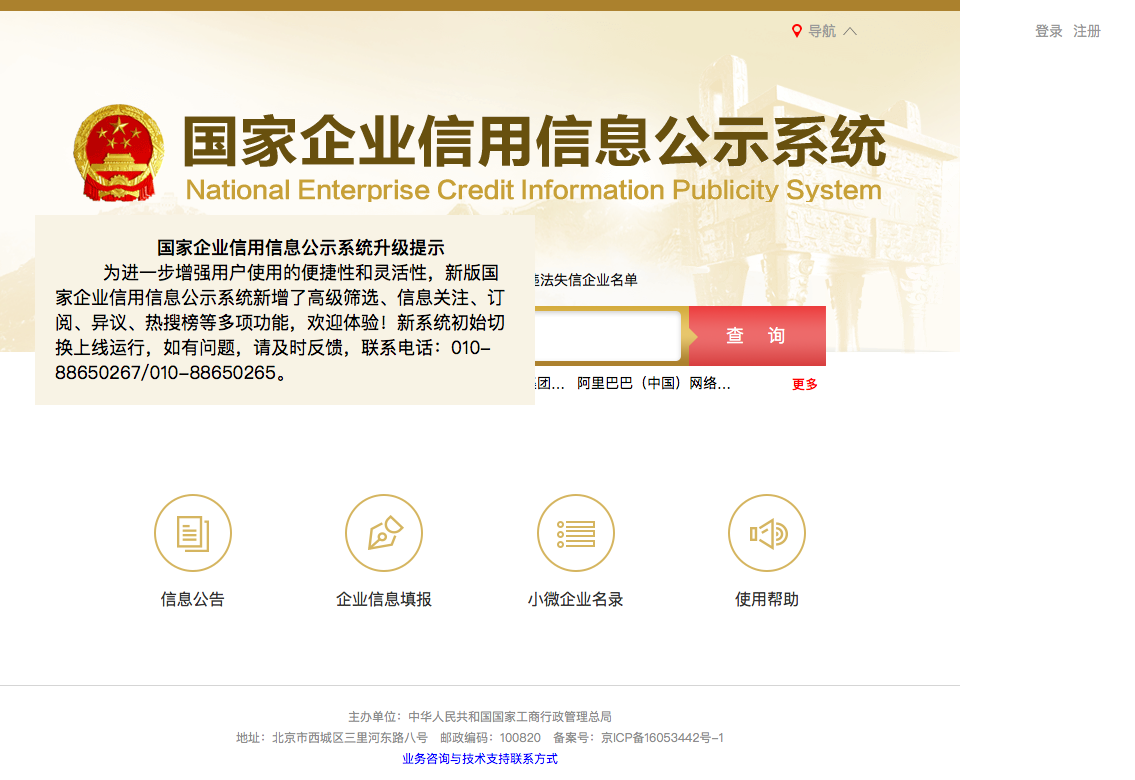 导航
登录 注册
国家企业信用信息公示系统
National Enterprise Credit Information Publicity System
国家企业信用信息公示系统升级提示
为进一步增强用户使用的便捷性和灵活性，新版国
家企业信用信息公示系统新增了高级筛选、信息关注、订
阅、异议、热搜榜等多项功能，欢迎体验！新系统初始切
换上线运行，如有问题，请及时反馈，联系电话：010-
88650267/010-88650265。
法失信企业名单
查 询
团... 阿里巴巴（中国）网络...
更多
信息公告
企业信息填报
小微企业名录
使用帮助
主办单位：中华人民共和国国家工商行政管理总局
地址：北京市西城区三里河东路八号 邮政编码：100820 备案号：京ICP备16053442号-1
业务咨询与技术支持联系方式